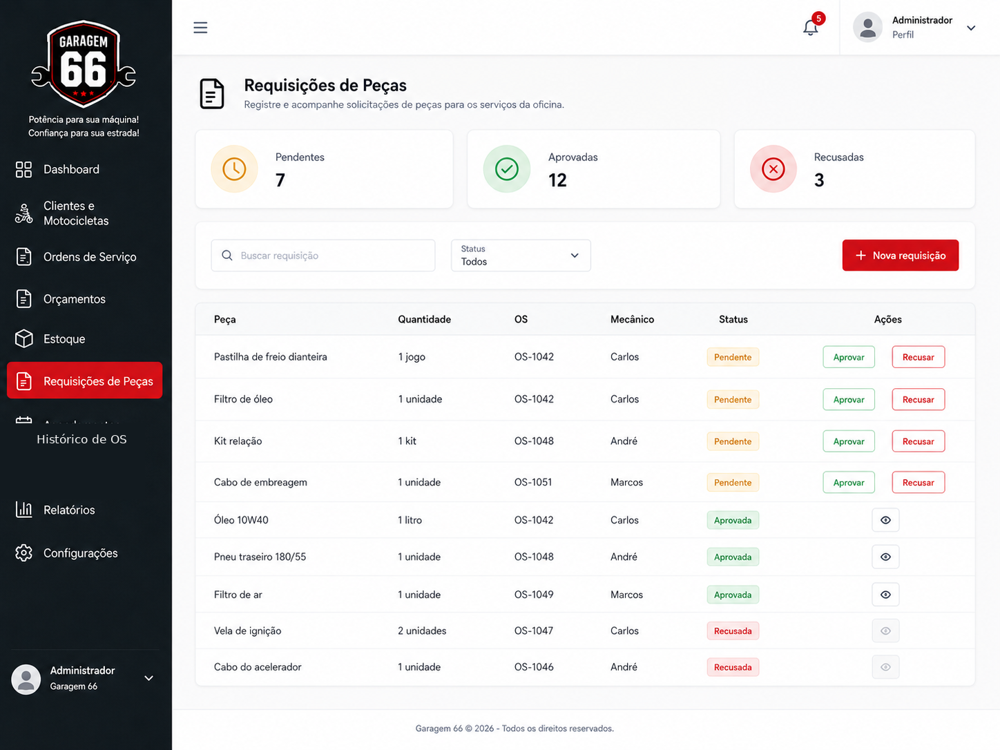 GARAGEM
66
Potência para sua máquina!
Confiança para sua estrada!
Dashboard
Clientes e
Motocicletas
Ordens de Serviço
Orçamentos
Estoque
Requisições de Peças
Histórico de OS
Relatórios
Configurações
Administrador
Garagem 66
5
Administrador
Perfil
Requisições de Peças
Registre e acompanhe solicitações de peças para os serviços da oficina.
Pendentes
7
Aprovadas
12
Recusadas
3
Buscar requisição
Status
Todos
+ Nova requisição
Peça Quantidade OS Mecânico Status Ações
Pastilha de freio dianteira 1 jogo OS-1042 Carlos Pendente Aprovar Recusar
Filtro de óleo 1 unidade OS-1042 Carlos Pendente Aprovar Recusar
Kit relação 1 kit OS-1048 André Pendente Aprovar Recusar
Cabo de embreagem 1 unidade OS-1051 Marcos Pendente Aprovar Recusar
Óleo 10W40 1 litro OS-1042 Carlos Aprovada
Pneu traseiro 180/55 1 unidade OS-1048 André Aprovada
Filtro de ar 1 unidade OS-1049 Marcos Aprovada
Vela de ignição 2 unidades OS-1047 Carlos Recusada
Cabo do acelerador 1 unidade OS-1046 André Recusada
Garagem 66 © 2026 - Todos os direitos reservados.